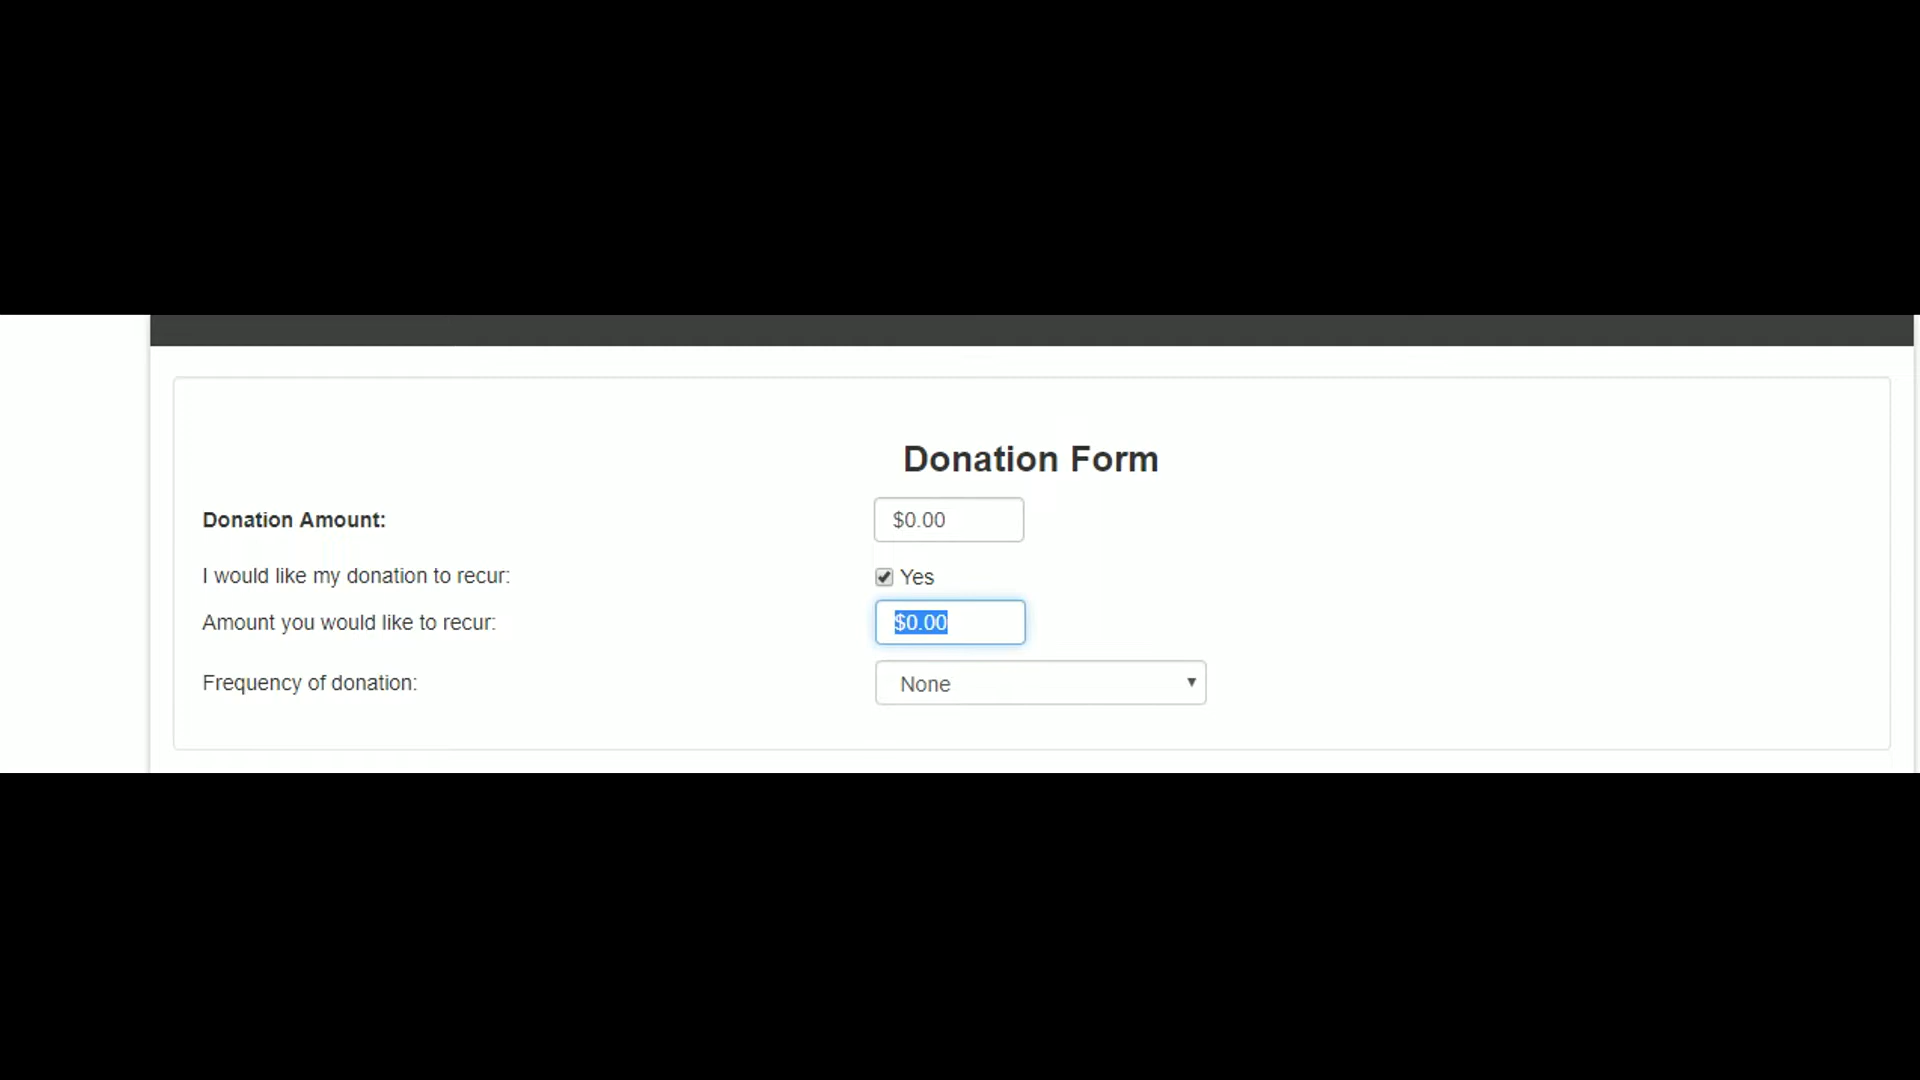 Donation Form
Donation Amount: $0.00
I would like my donation to recur: Yes
Amount you would like to recur: $0.00
Frequency of donation: None